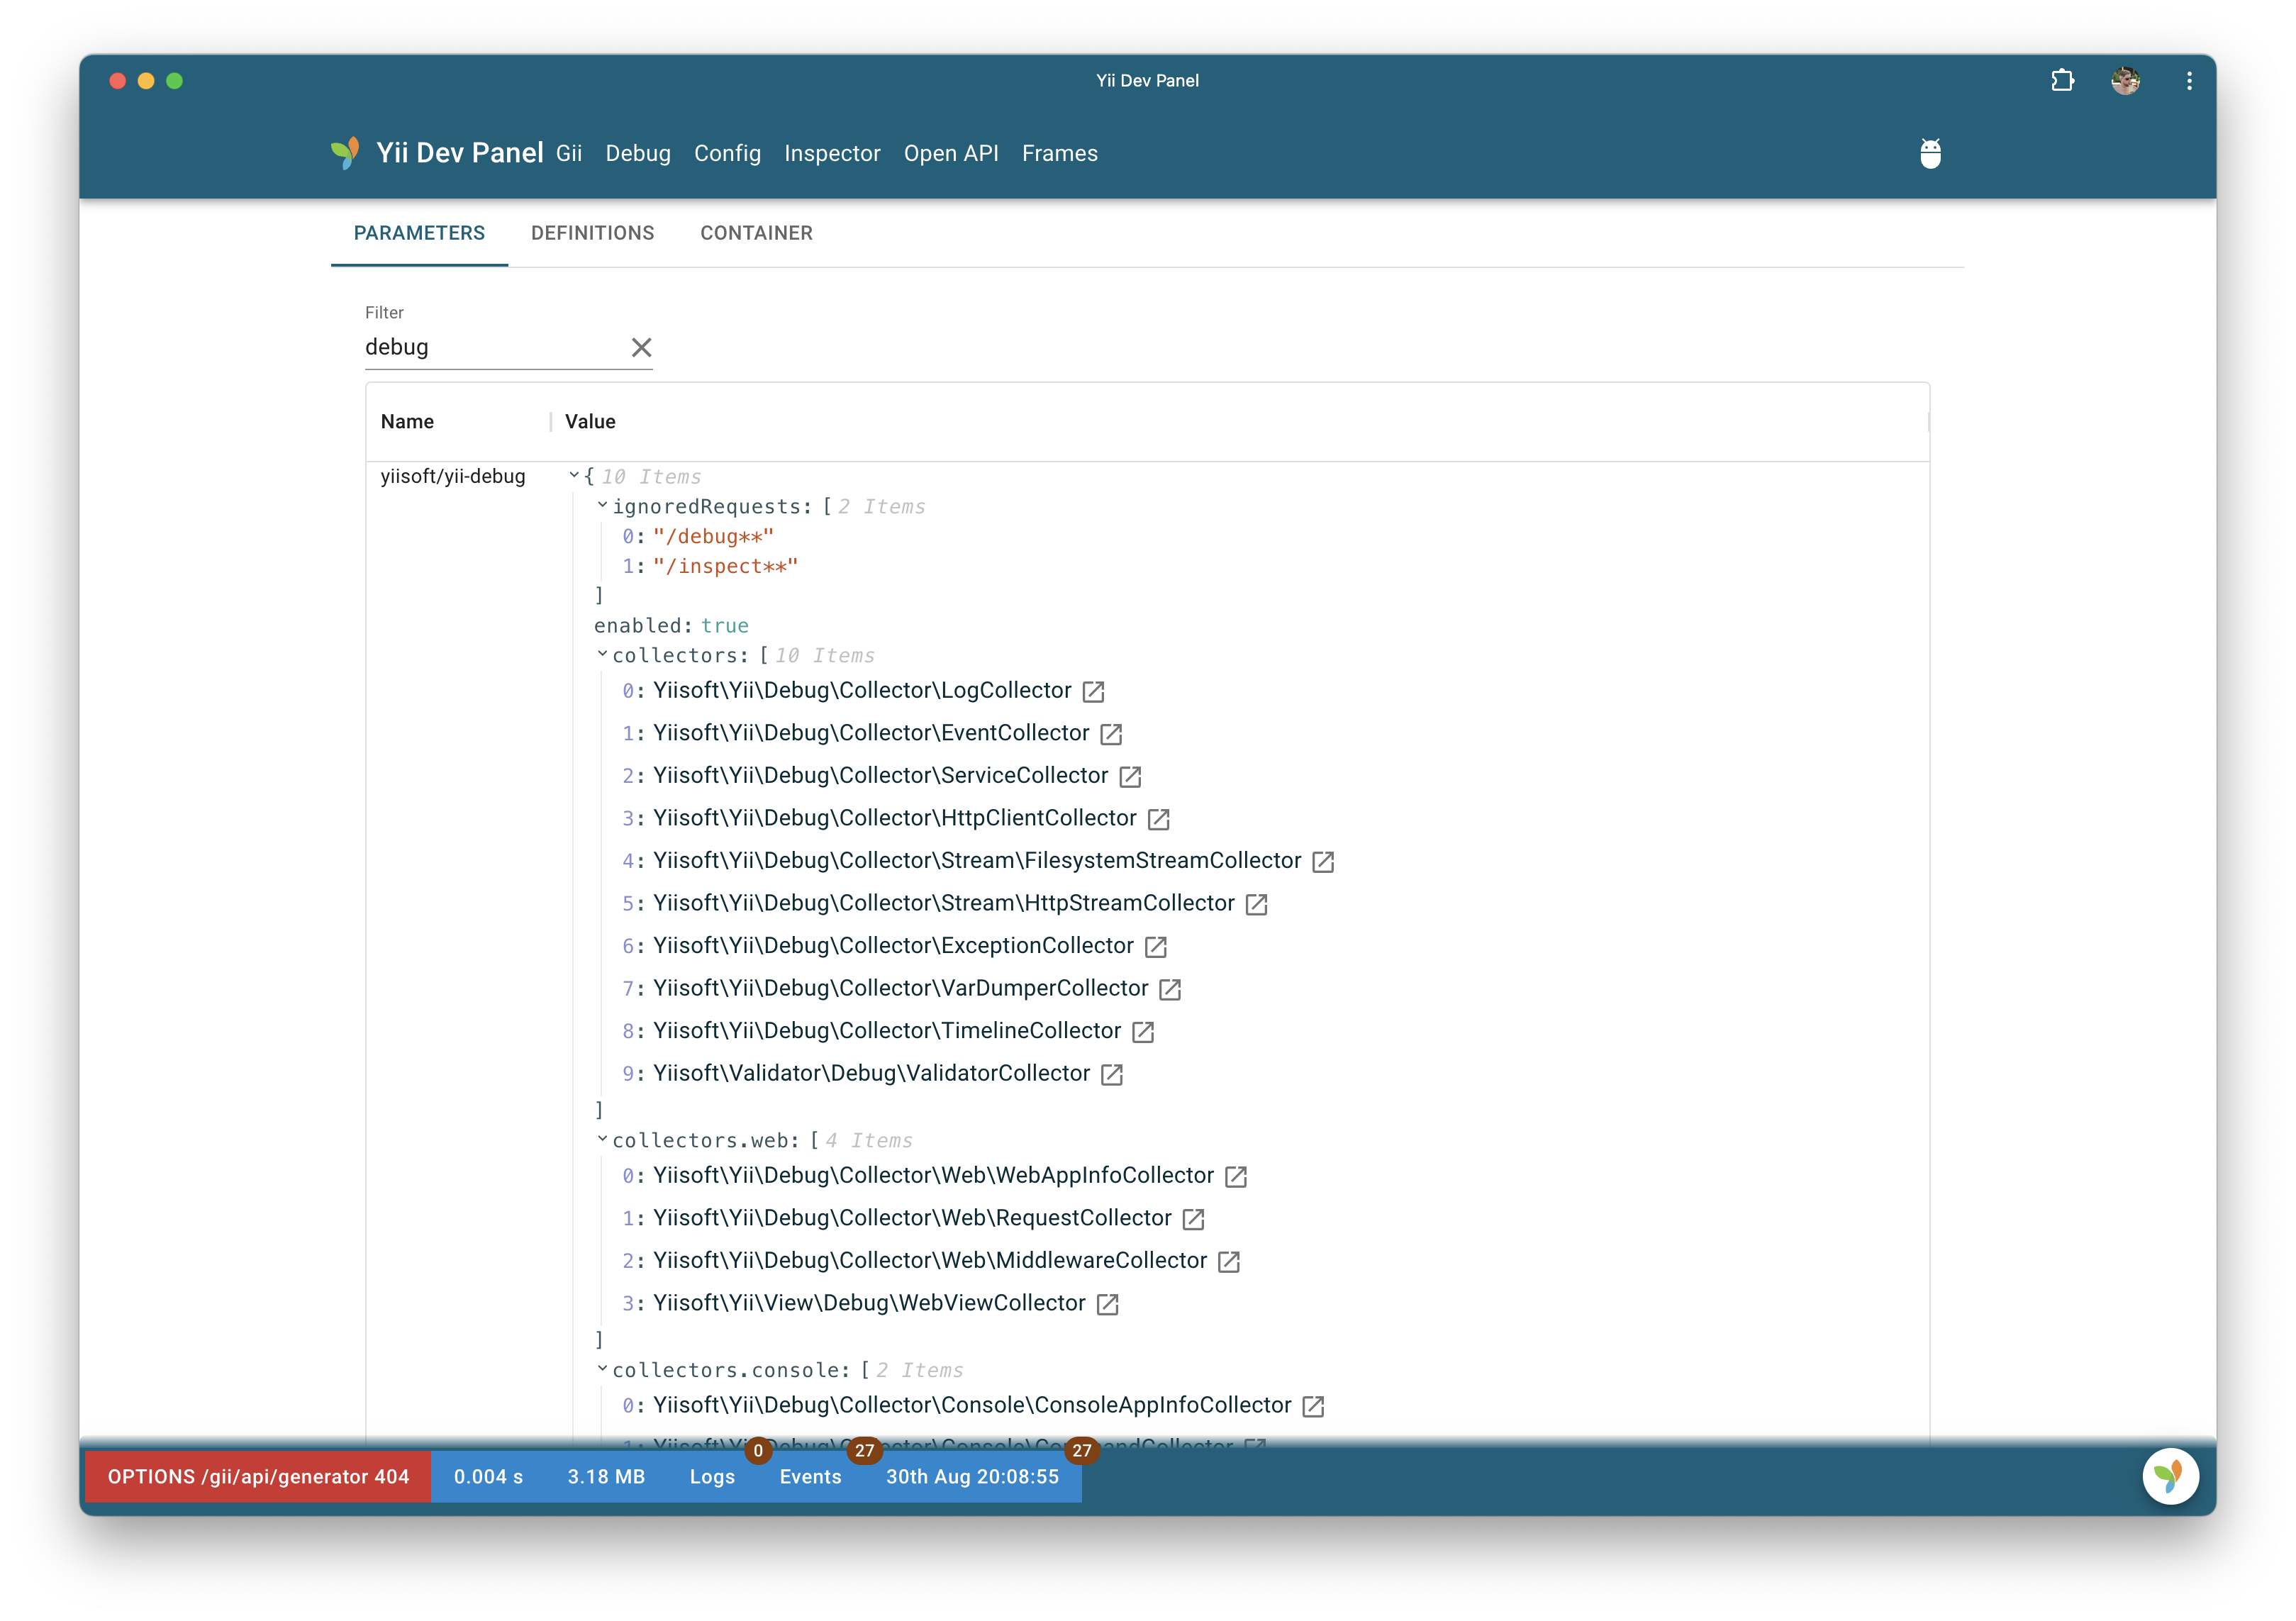 Yii Dev Panel
Yii Dev Panel Gii Debug Config Inspector Open API Frames
PARAMETERS DEFINITIONS CONTAINER
Filter
debug
Name Value
yiisoft/yii-debug { 10 Items
ignoredRequests: [ 2 Items
0: "/debug**"
1: "/inspect**"
]
enabled: true
collectors: [ 10 Items
0: Yiisoft\Yii\Debug\Collector\LogCollector
1: Yiisoft\Yii\Debug\Collector\EventCollector
2: Yiisoft\Yii\Debug\Collector\ServiceCollector
3: Yiisoft\Yii\Debug\Collector\HttpClientCollector
4: Yiisoft\Yii\Debug\Collector\Stream\FilesystemStreamCollector
5: Yiisoft\Yii\Debug\Collector\Stream\HttpStreamCollector
6: Yiisoft\Yii\Debug\Collector\ExceptionCollector
7: Yiisoft\Yii\Debug\Collector\VarDumperCollector
8: Yiisoft\Yii\Debug\Collector\TimelineCollector
9: Yiisoft\Validator\Debug\ValidatorCollector
]
collectors.web: [ 4 Items
0: Yiisoft\Yii\Debug\Collector\Web\WebAppInfoCollector
1: Yiisoft\Yii\Debug\Collector\Web\RequestCollector
2: Yiisoft\Yii\Debug\Collector\Web\MiddlewareCollector
3: Yiisoft\Yii\View\Debug\WebViewCollector
]
collectors.console: [ 2 Items
0: Yiisoft\Yii\Debug\Collector\Console\ConsoleAppInfoCollector
0 27 27
OPTIONS /gii/api/generator 404 0.004 s 3.18 MB Logs Events 30th Aug 20:08:55